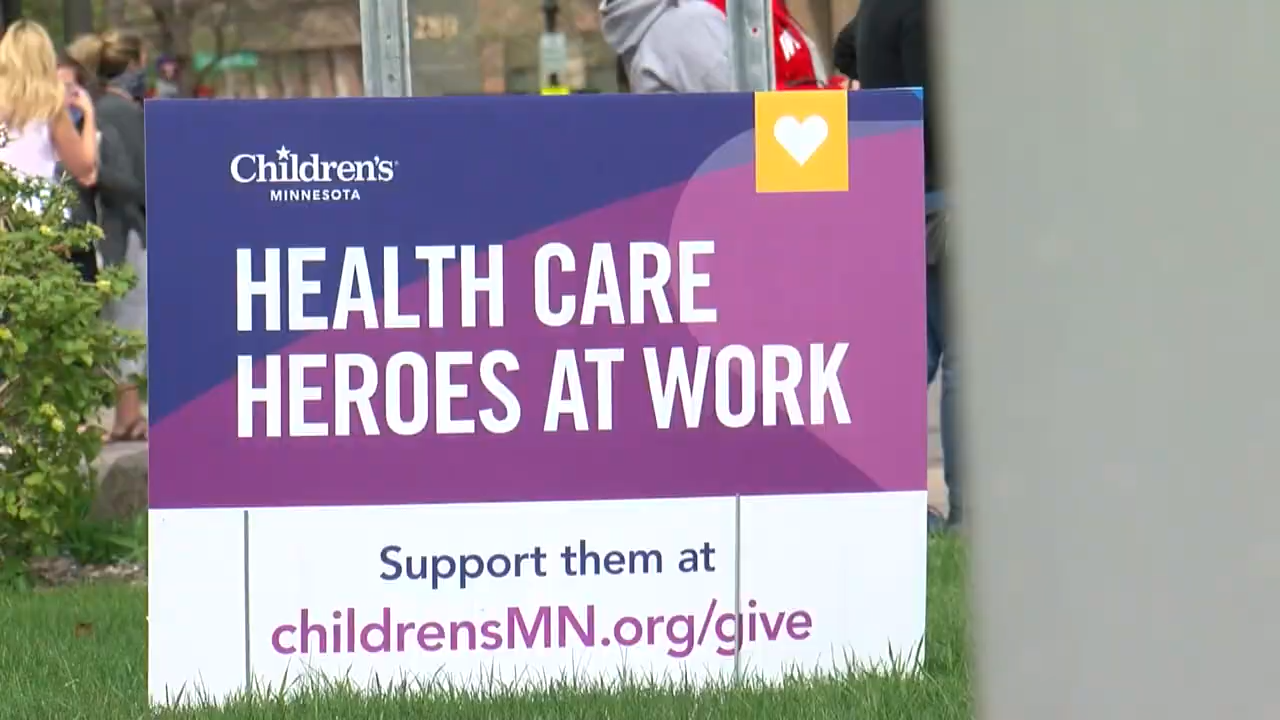 Children's
MINNESOTA
HEALTH CARE
HEROES AT WORK
Support them at
childrensMN.org/give